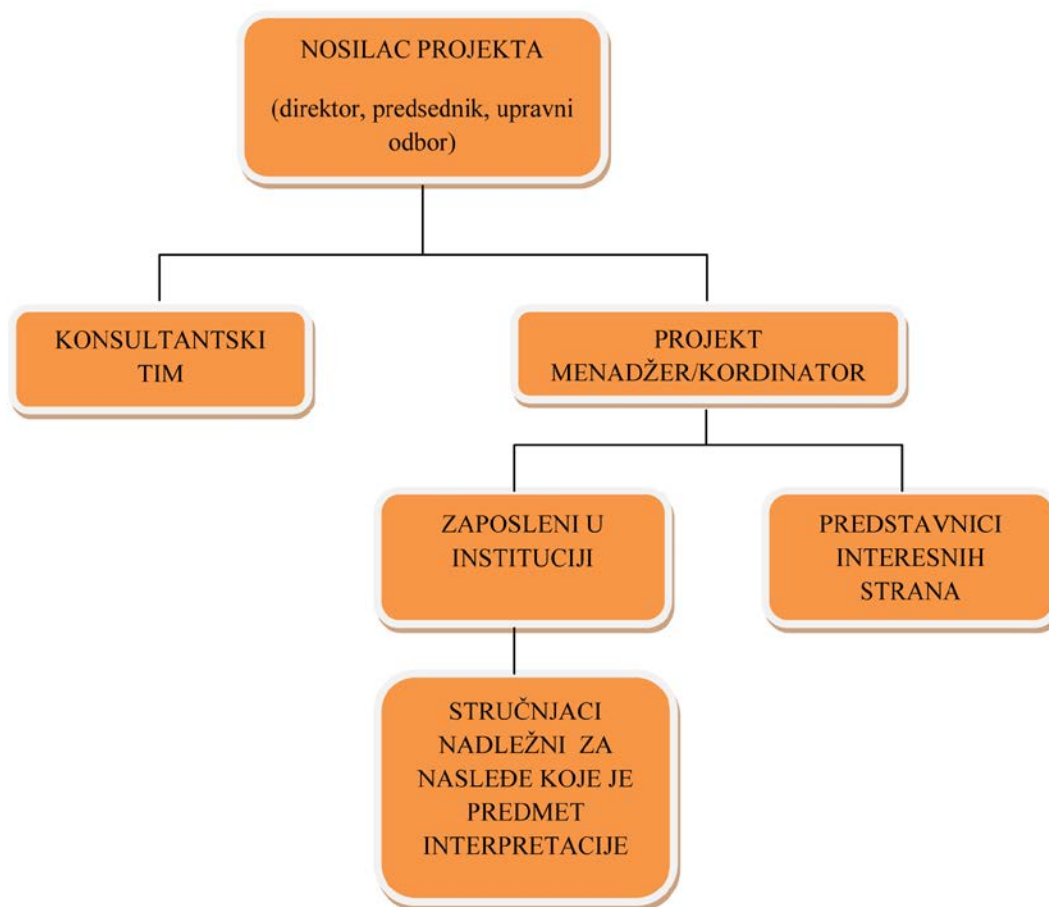 NOSILAC PROJEKTA
(direktor, predsednik, upravni
odbor)
KONSULTANTSKI
TIM
PROJEKT
MENADŽER/KORDINATOR
ZAPOSLENI U
INSTITUCIJI
PREDSTAVNICI
INTERESNIH
STRANA
STRUČNJACI
NADLEŽNI ZA
NASLEĐE KOJE JE
PREDMET
INTERPRETACIJE